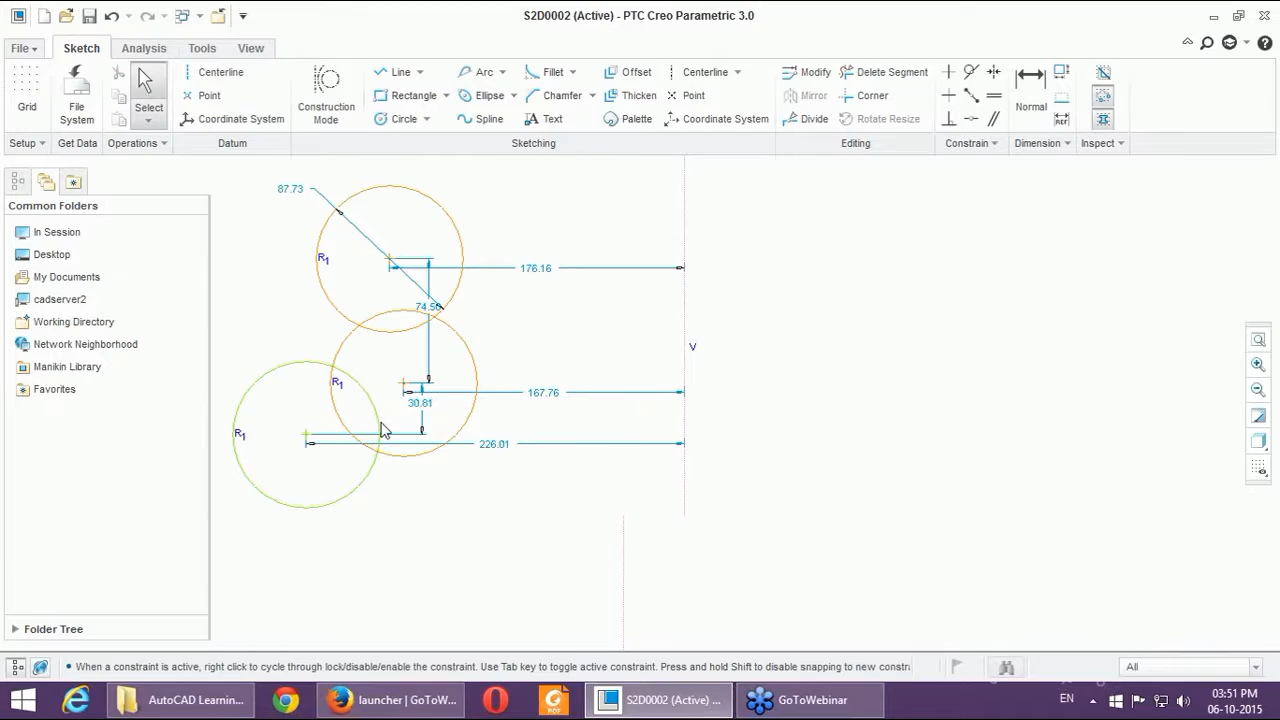 S2D0002 (Active) - PTC Creo Parametric 3.0
File Sketch Analysis Tools View
Grid
File System
Select
Centerline
Point
Coordinate System
Construction Mode
Line Arc Fillet Offset Centerline
Rectangle Ellipse Chamfer Thicken Point
Circle Spline Text Palette Coordinate System
Modify Delete Segment
Mirror Corner
Divide Rotate Resize
Normal
Setup Get Data Operations Datum Sketching Editing Constrain Dimension Inspect
Common Folders
In Session
Desktop
My Documents
cadserver2
Working Directory
Network Neighborhood
Manikin Library
Favorites
Folder Tree
87.73
R1
176.16
V
R1
167.76
30.81
R1
226.01
When a constraint is active, right click to cycle through lock/disable/enable the constraint. Use Tab key to toggle active constraint. Press and hold Shift to disable snapping to new constra
All
AutoCAD Learnin...
launcher | GoToW...
S2D0002 (Active) ...
GoToWebinar
EN
03:51 PM
06-10-2015